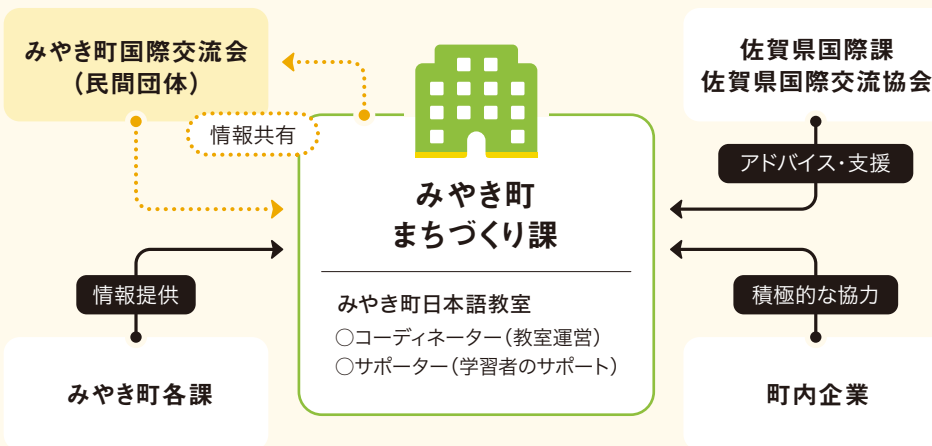 みやき町国際交流会
（民間団体）
情報共有
佐賀県国際課
佐賀県国際交流協会
アドバイス・支援
みやき町
まちづくり課
みやき町日本語教室
○コーディネーター（教室運営）
○サポーター（学習者のサポート）
情報提供
みやき町各課
積極的な協力
町内企業